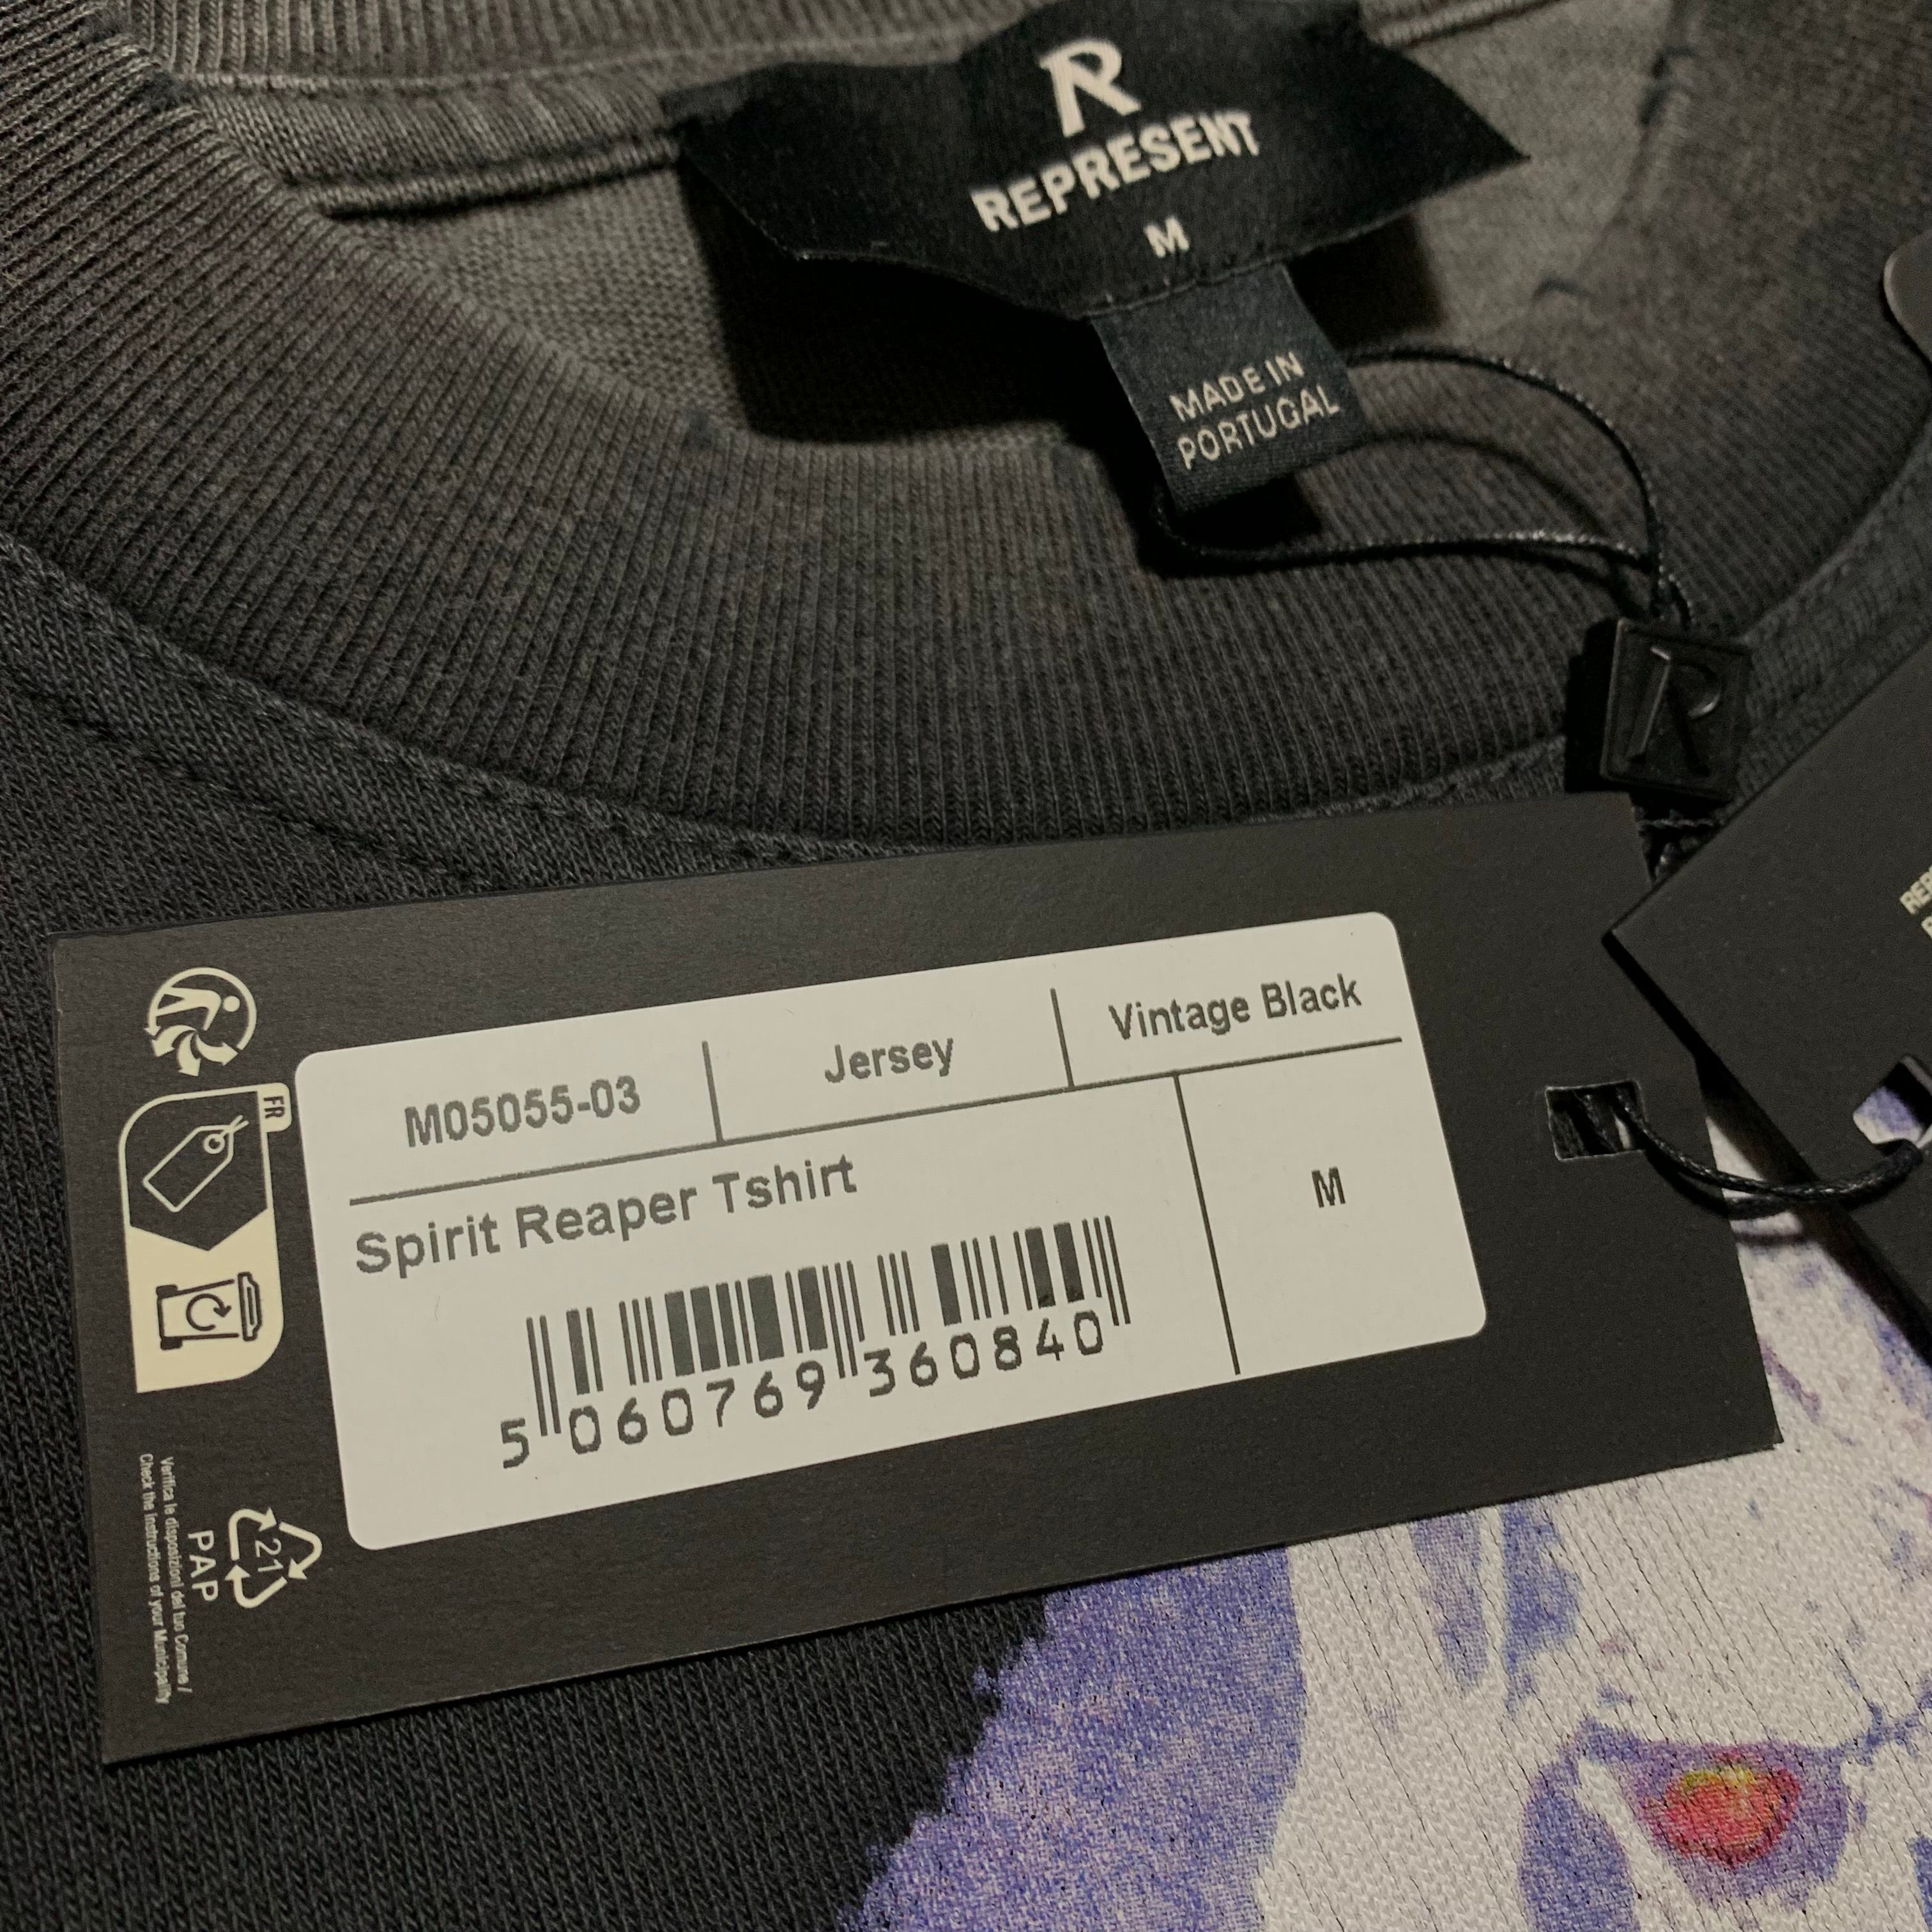 R
REPRESENT
M
MADE IN
PORTUGAL
R
M05055-03
Jersey
Vintage Black
Spirit Reaper Tshirt
M
5 060769 360840
FR
21
PAP
Verifica le disposizioni del tuo Comune /
Check the Instructions of your Municipality